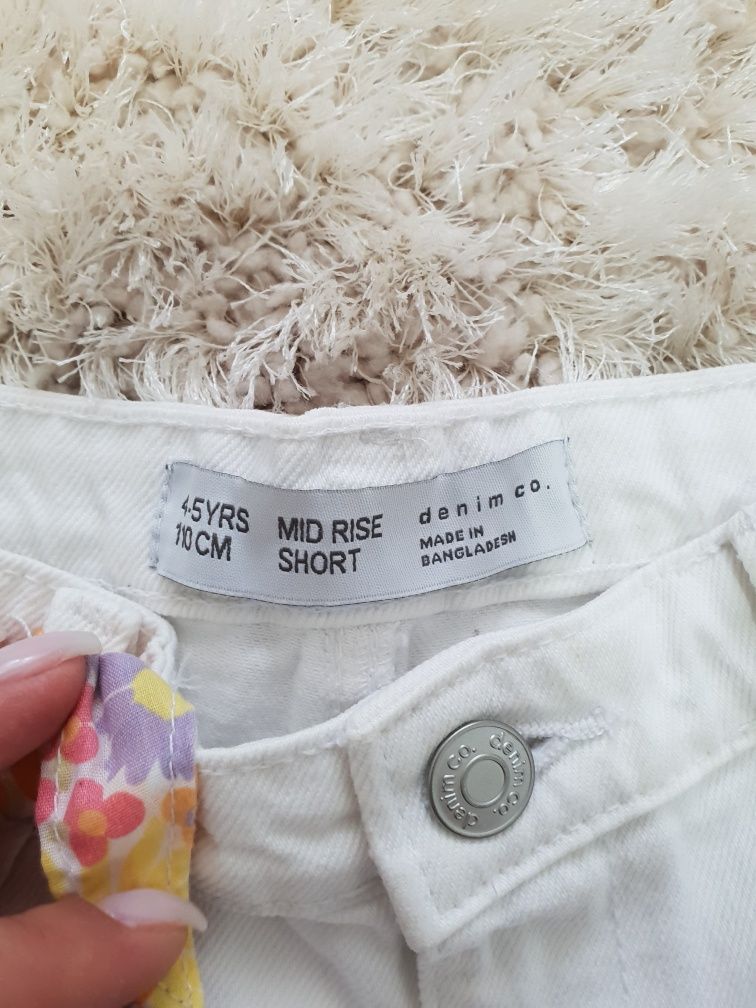 4-5YRS
110 CM
MID RISE
SHORT
denim co.
MADE IN
BANGLADESH
denim co.
denim co.